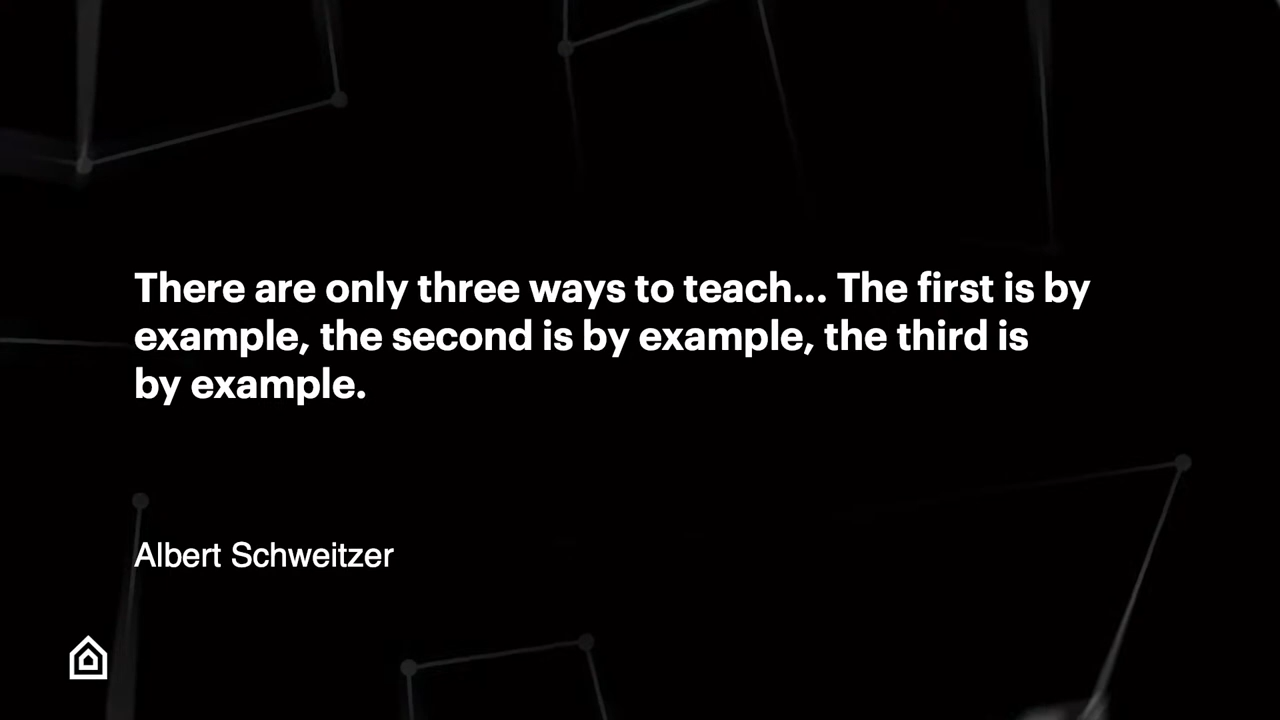 There are only three ways to teach... The first is by
example, the second is by example, the third is
by example.
Albert Schweitzer